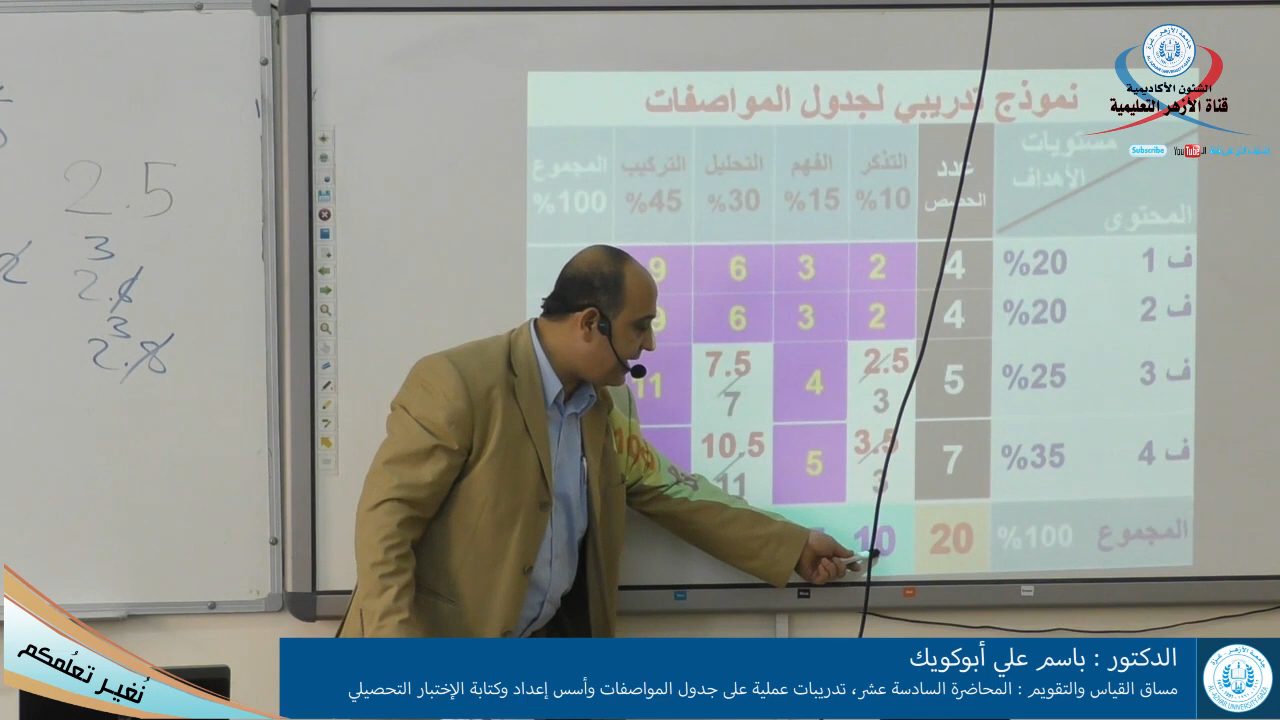 جامعة الأزهر - غزة
الشئون الأكاديمية
قناة الأزهر التعليمية
Subscribe
YouTube
نموذج تدريبي لجدول المواصفات
مستويات الأهداف
المحتوى
عدد الحصص
التذكر %10
الفهم %15
التحليل %30
التركيب %45
المجموع %100
ف 1 %20 4 2 3 6 9
ف 2 %20 4 2 3 6 9
ف 3 %25 5 2.5 3 4 7.5 7 11
ف 4 %35 7 3.5 3 5 10.5 11
المجموع %100 20 10
2.5
3
2.8
3
2.8
نُغير تعلُمكم
الدكتور : باسم علي أبوكويك
مساق القياس والتقويم : المحاضرة السادسة عشر، تدريبات عملية على جدول المواصفات وأسس إعداد وكتابة الإختبار التحصيلي